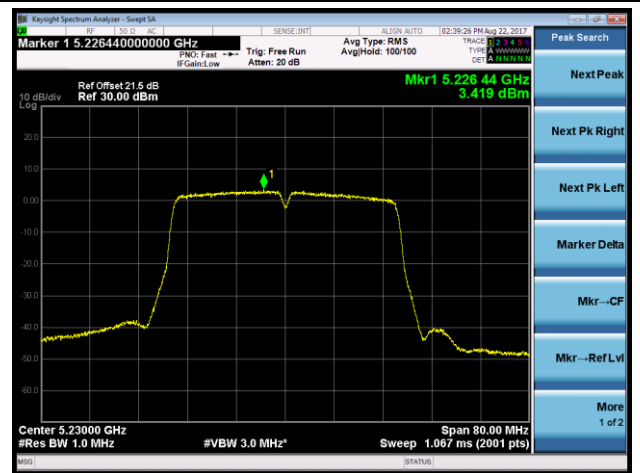 Keysight Spectrum Analyzer - Swept SA
RF 50 Ω AC SENSE:INT ALIGN AUTO 02:39:26 PM Aug 22, 2017
Marker 1 5.226440000000 GHz
PNO: Fast
IFGain:Low
Trig: Free Run
Atten: 20 dB
Avg Type: RMS
Avg|Hold: 100/100
TRACE 1 2 3 4 5 6
TYPE A WWWWW
DET A N N N N N
Peak Search
Mkr1 5.226 44 GHz
3.419 dBm
Ref Offset 21.5 dB
10 dB/div Ref 30.00 dBm
Log
20.0
10.0
0.00
-10.0
-20.0
-30.0
-40.0
-50.0
-60.0
1
Next Peak
Next Pk Right
Next Pk Left
Marker Delta
Mkr→CF
Mkr→Ref Lvl
More
1 of 2
Center 5.23000 GHz Span 80.00 MHz
#Res BW 1.0 MHz #VBW 3.0 MHz* Sweep 1.067 ms (2001 pts)
MSG STATUS